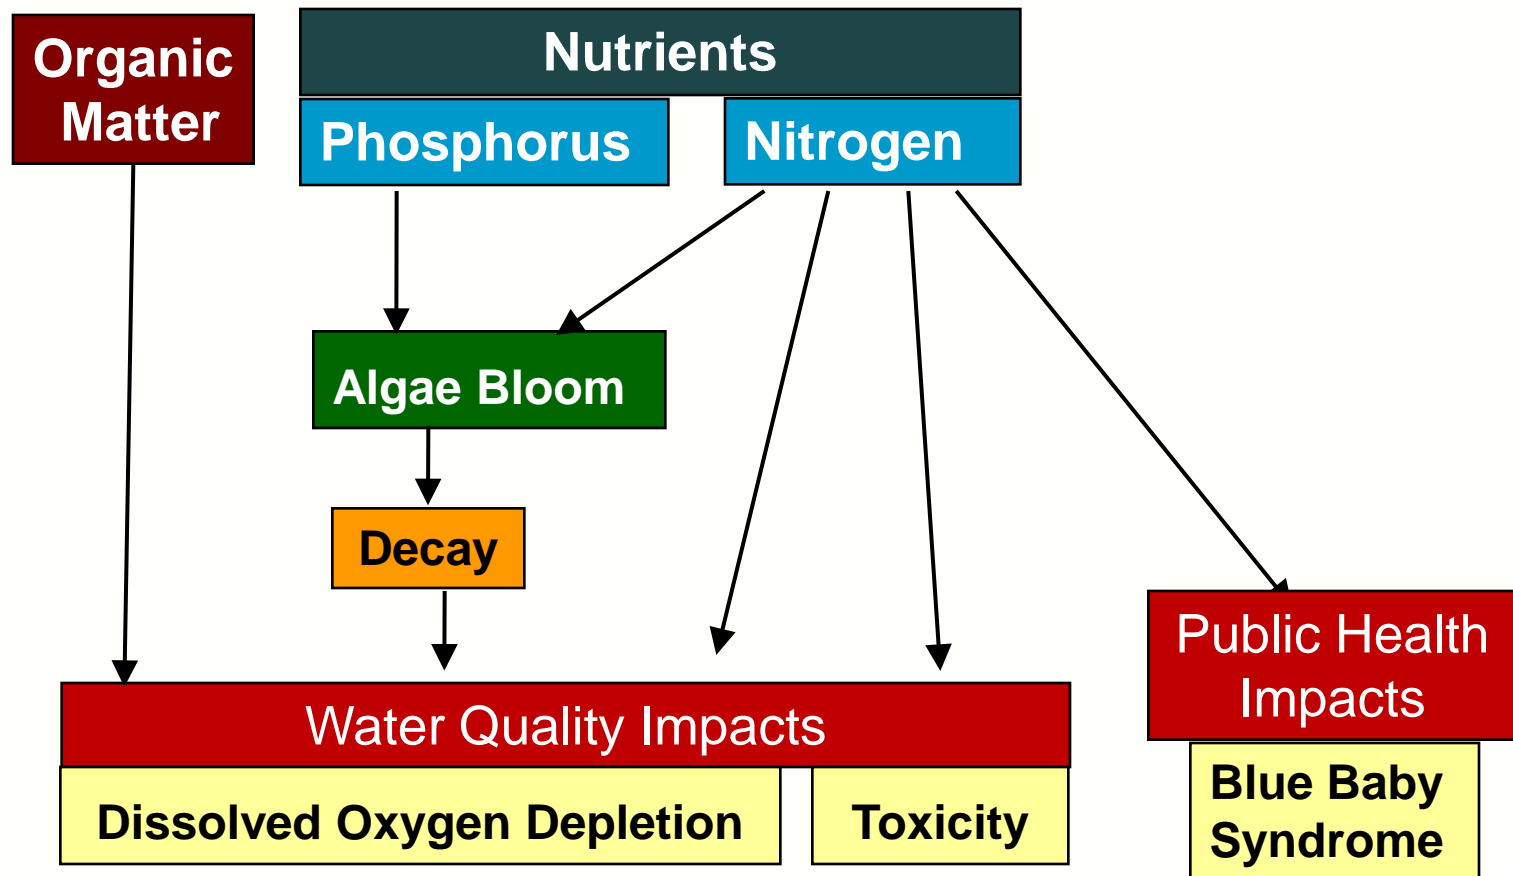 Organic
Matter
Nutrients
Phosphorus
Nitrogen
Algae Bloom
Decay
Water Quality Impacts
Dissolved Oxygen Depletion
Toxicity
Public Health
Impacts
Blue Baby
Syndrome